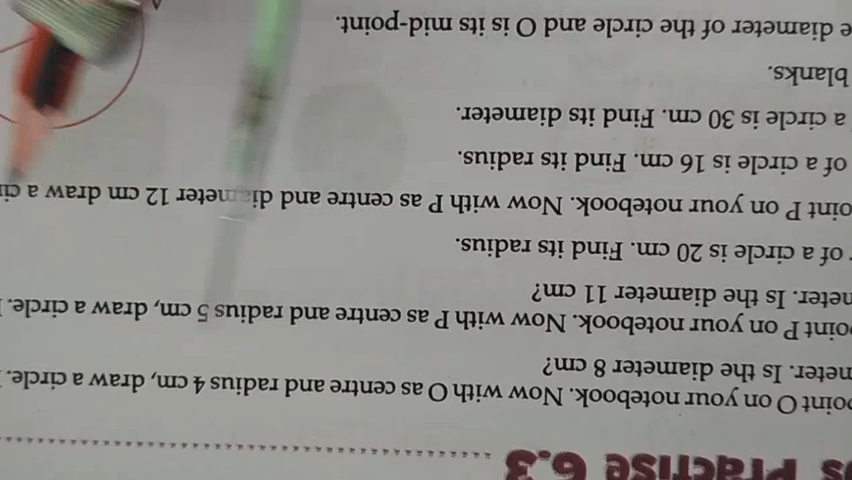 s Practise 6.3
point O on your notebook. Now with O as centre and radius 4 cm, draw a circle.
meter. Is the diameter 8 cm?
point P on your notebook. Now with P as centre and radius 5 cm, draw a circle.
meter. Is the diameter 11 cm?
of a circle is 20 cm. Find its radius.
oint P on your notebook. Now with P as centre and diameter 12 cm draw a cir
of a circle is 16 cm. Find its radius.
a circle is 30 cm. Find its diameter.
blanks.
e diameter of the circle and O is its mid-point.